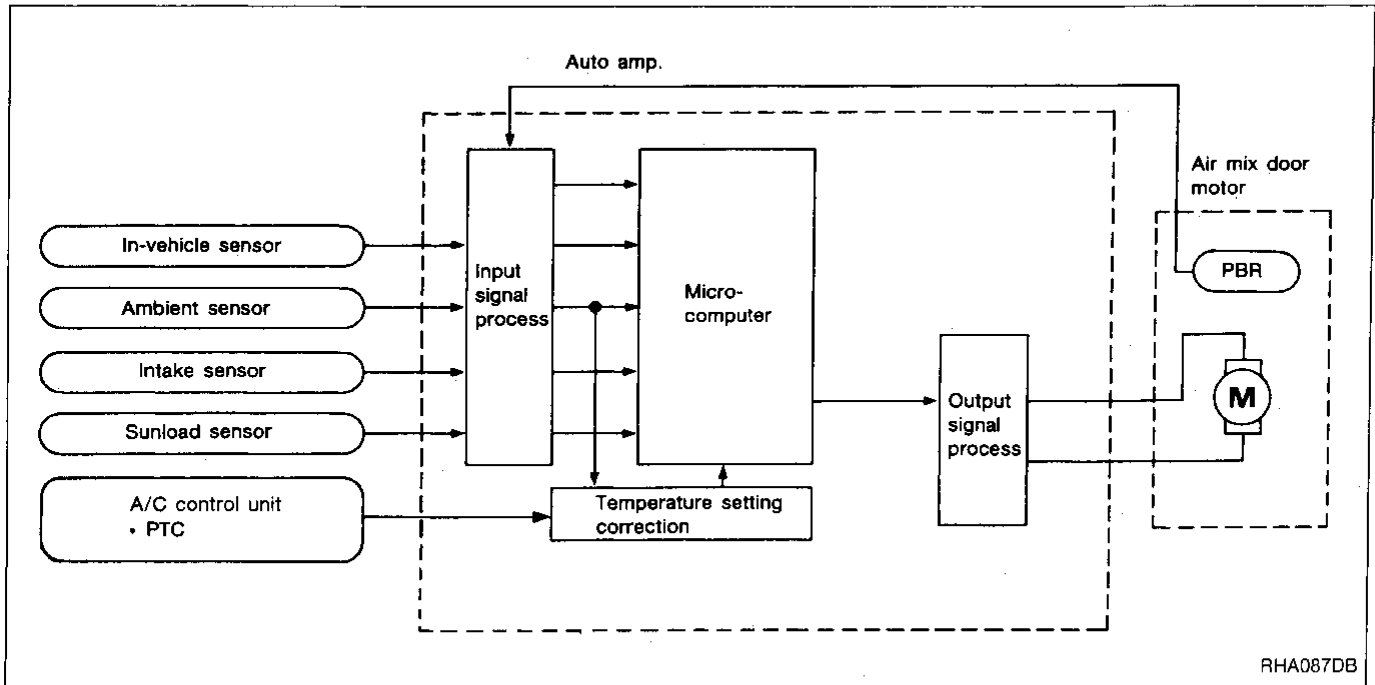 Auto amp.
Air mix door
motor
In-vehicle sensor
Ambient sensor
Intake sensor
Sunload sensor
A/C control unit
• PTC
Input
signal
process
Micro-
computer
Temperature setting
correction
Output
signal
process
PBR
M
RHA087DB